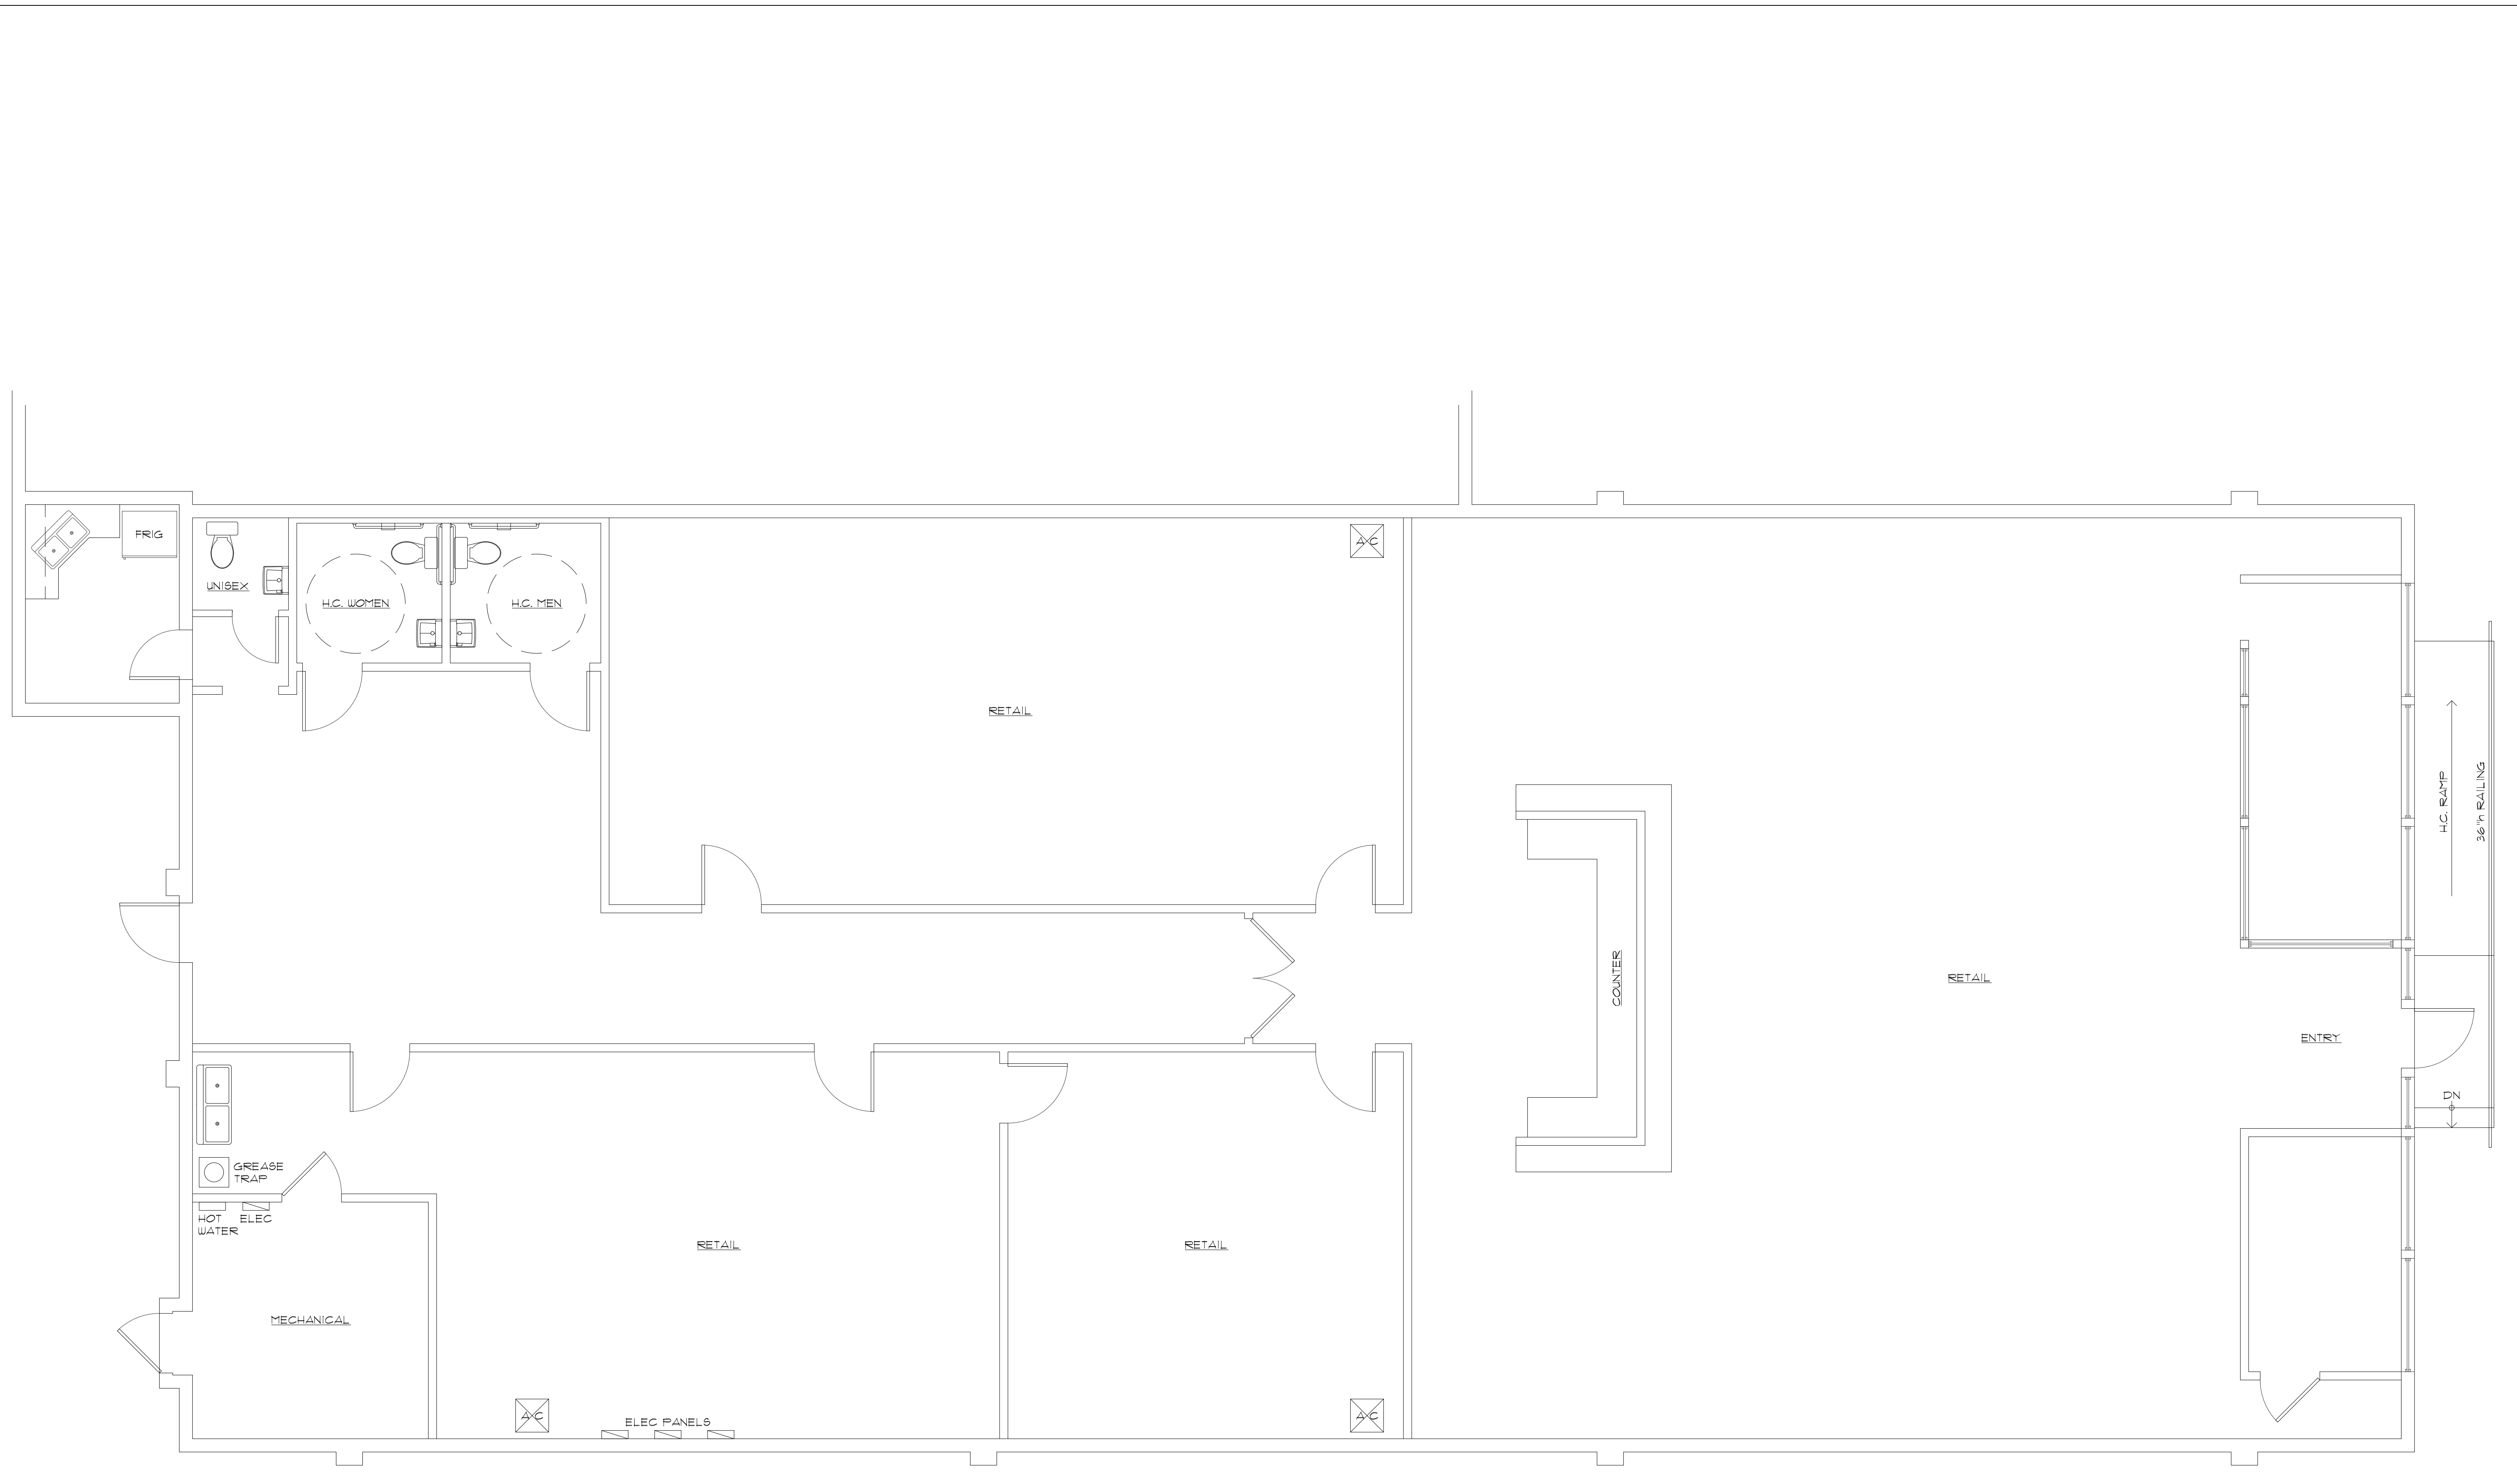 FRIG
A/C
UNISEX
H.C. WOMEN
H.C. MEN
RETAIL
H.C. RAMP
36"h RAILING
COUNTER
RETAIL
ENTRY
DN
GREASE
TRAP
HOT
WATER
ELEC
RETAIL
RETAIL
MECHANICAL
A/C
A/C
ELEC PANELS